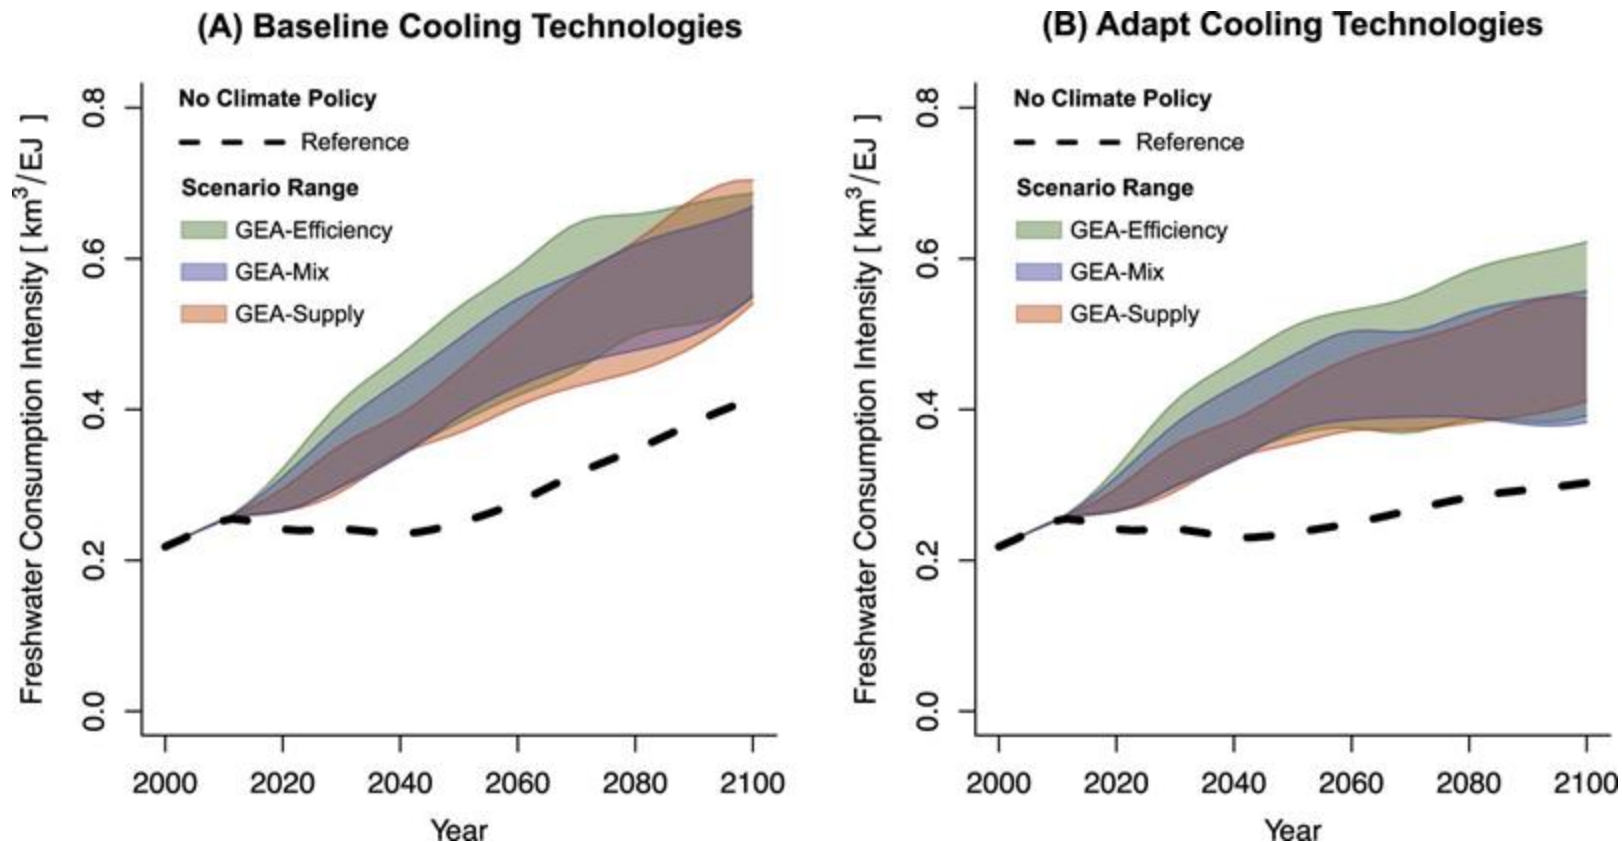 (A) Baseline Cooling Technologies
Freshwater Consumption Intensity [ km³/EJ ]
0.8
0.6
0.4
0.2
0.0
No Climate Policy
Reference
Scenario Range
GEA-Efficiency
GEA-Mix
GEA-Supply
2000 2020 2040 2060 2080 2100
Year
(B) Adapt Cooling Technologies
Freshwater Consumption Intensity [ km³/EJ ]
0.8
0.6
0.4
0.2
0.0
No Climate Policy
Reference
Scenario Range
GEA-Efficiency
GEA-Mix
GEA-Supply
2000 2020 2040 2060 2080 2100
Year